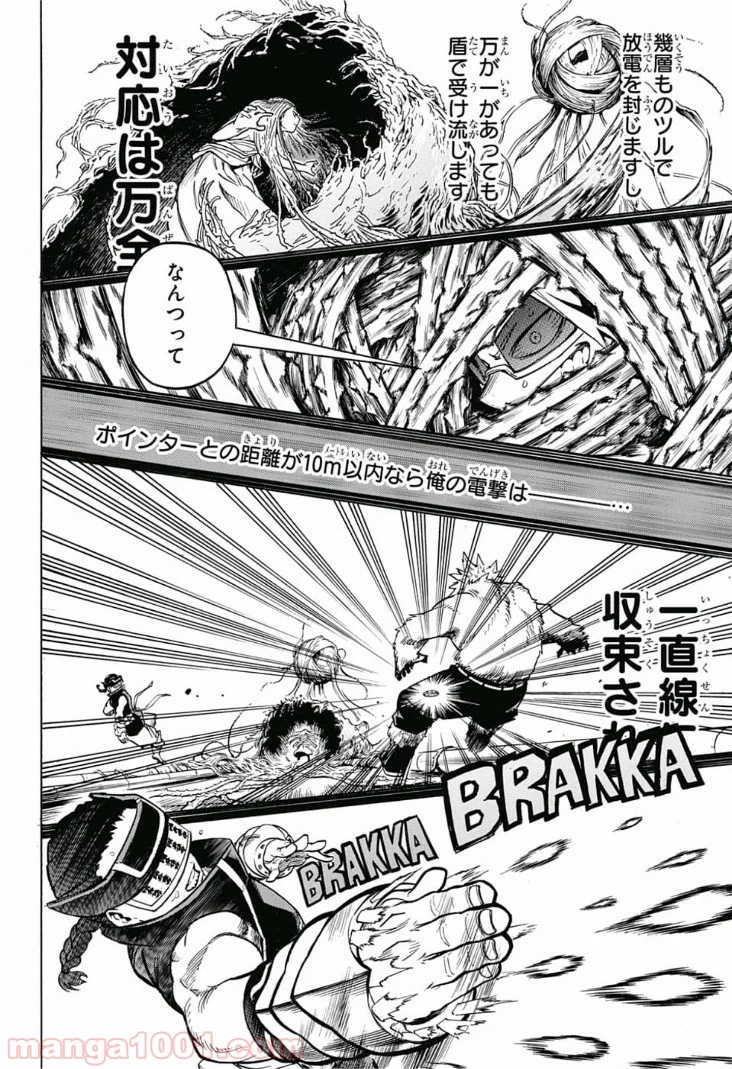 幾層ものツルで
放電を封じますし
万が一があっても
盾で受け流します
対応は万全
なんつって
ポインターとの距離が10m以内なら俺の電撃は―――…
一直線に
収束され
BRAKKA
BRAKKA
manga1001.com